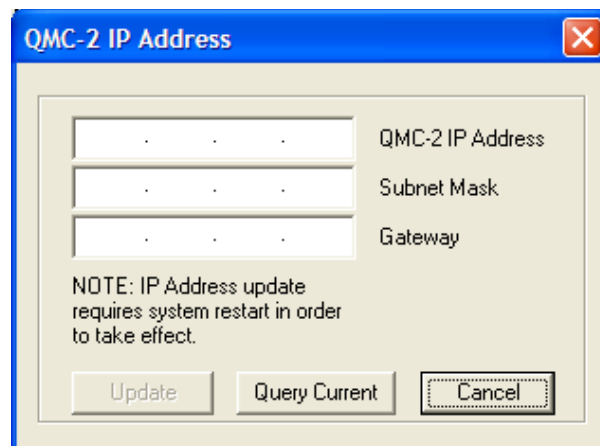 QMC-2 IP Address
. . . QMC-2 IP Address
. . . Subnet Mask
. . . Gateway
NOTE: IP Address update
requires system restart in order
to take effect.
Update Query Current Cancel